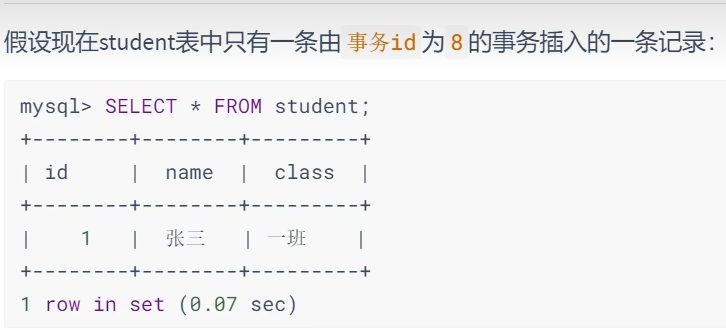 假设现在student表中只有一条由 事务id 为 8 的事务插入的一条记录：
mysql> SELECT * FROM student;
+--------+--------+---------+
| id     |  name  |  class  |
+--------+--------+---------+
|    1   |  张三   | 一班    |
+--------+--------+---------+
1 row in set (0.07 sec)